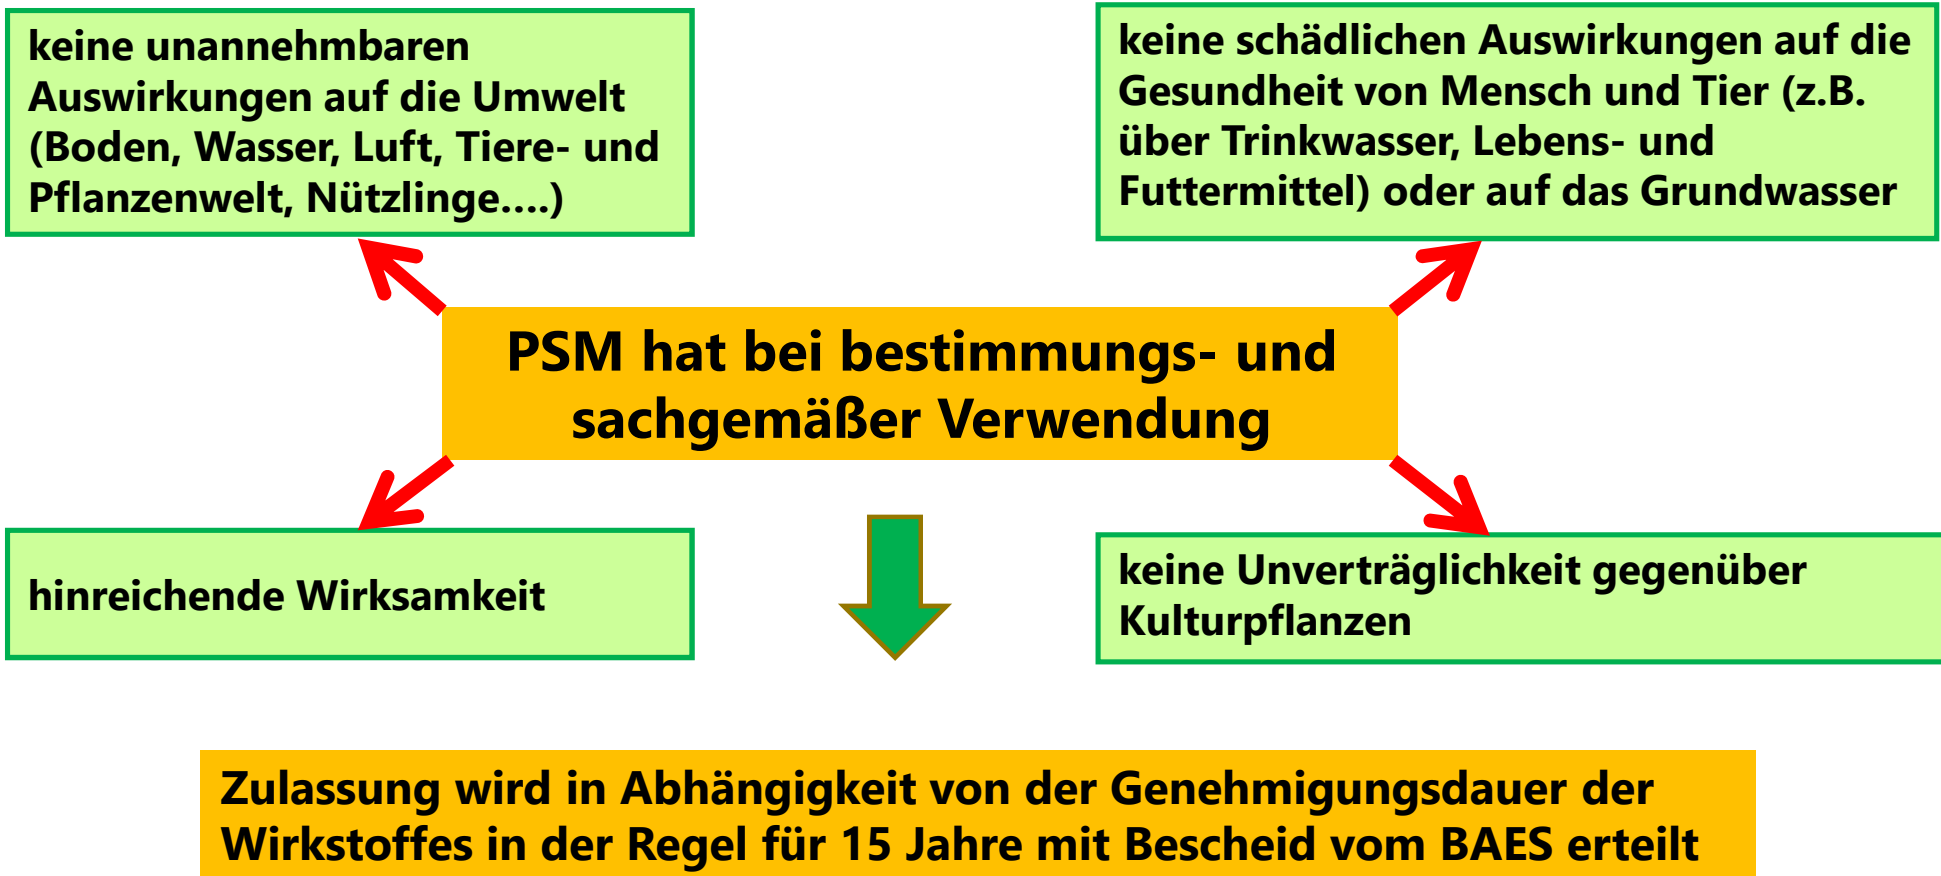 keine unannehmbaren
Auswirkungen auf die Umwelt
(Boden, Wasser, Luft, Tiere- und
Pflanzenwelt, Nützlinge….)
keine schädlichen Auswirkungen auf die
Gesundheit von Mensch und Tier (z.B.
über Trinkwasser, Lebens- und
Futtermittel) oder auf das Grundwasser
PSM hat bei bestimmungs- und
sachgemäßer Verwendung
hinreichende Wirksamkeit
keine Unverträglichkeit gegenüber
Kulturpflanzen
Zulassung wird in Abhängigkeit von der Genehmigungsdauer der
Wirkstoffes in der Regel für 15 Jahre mit Bescheid vom BAES erteilt